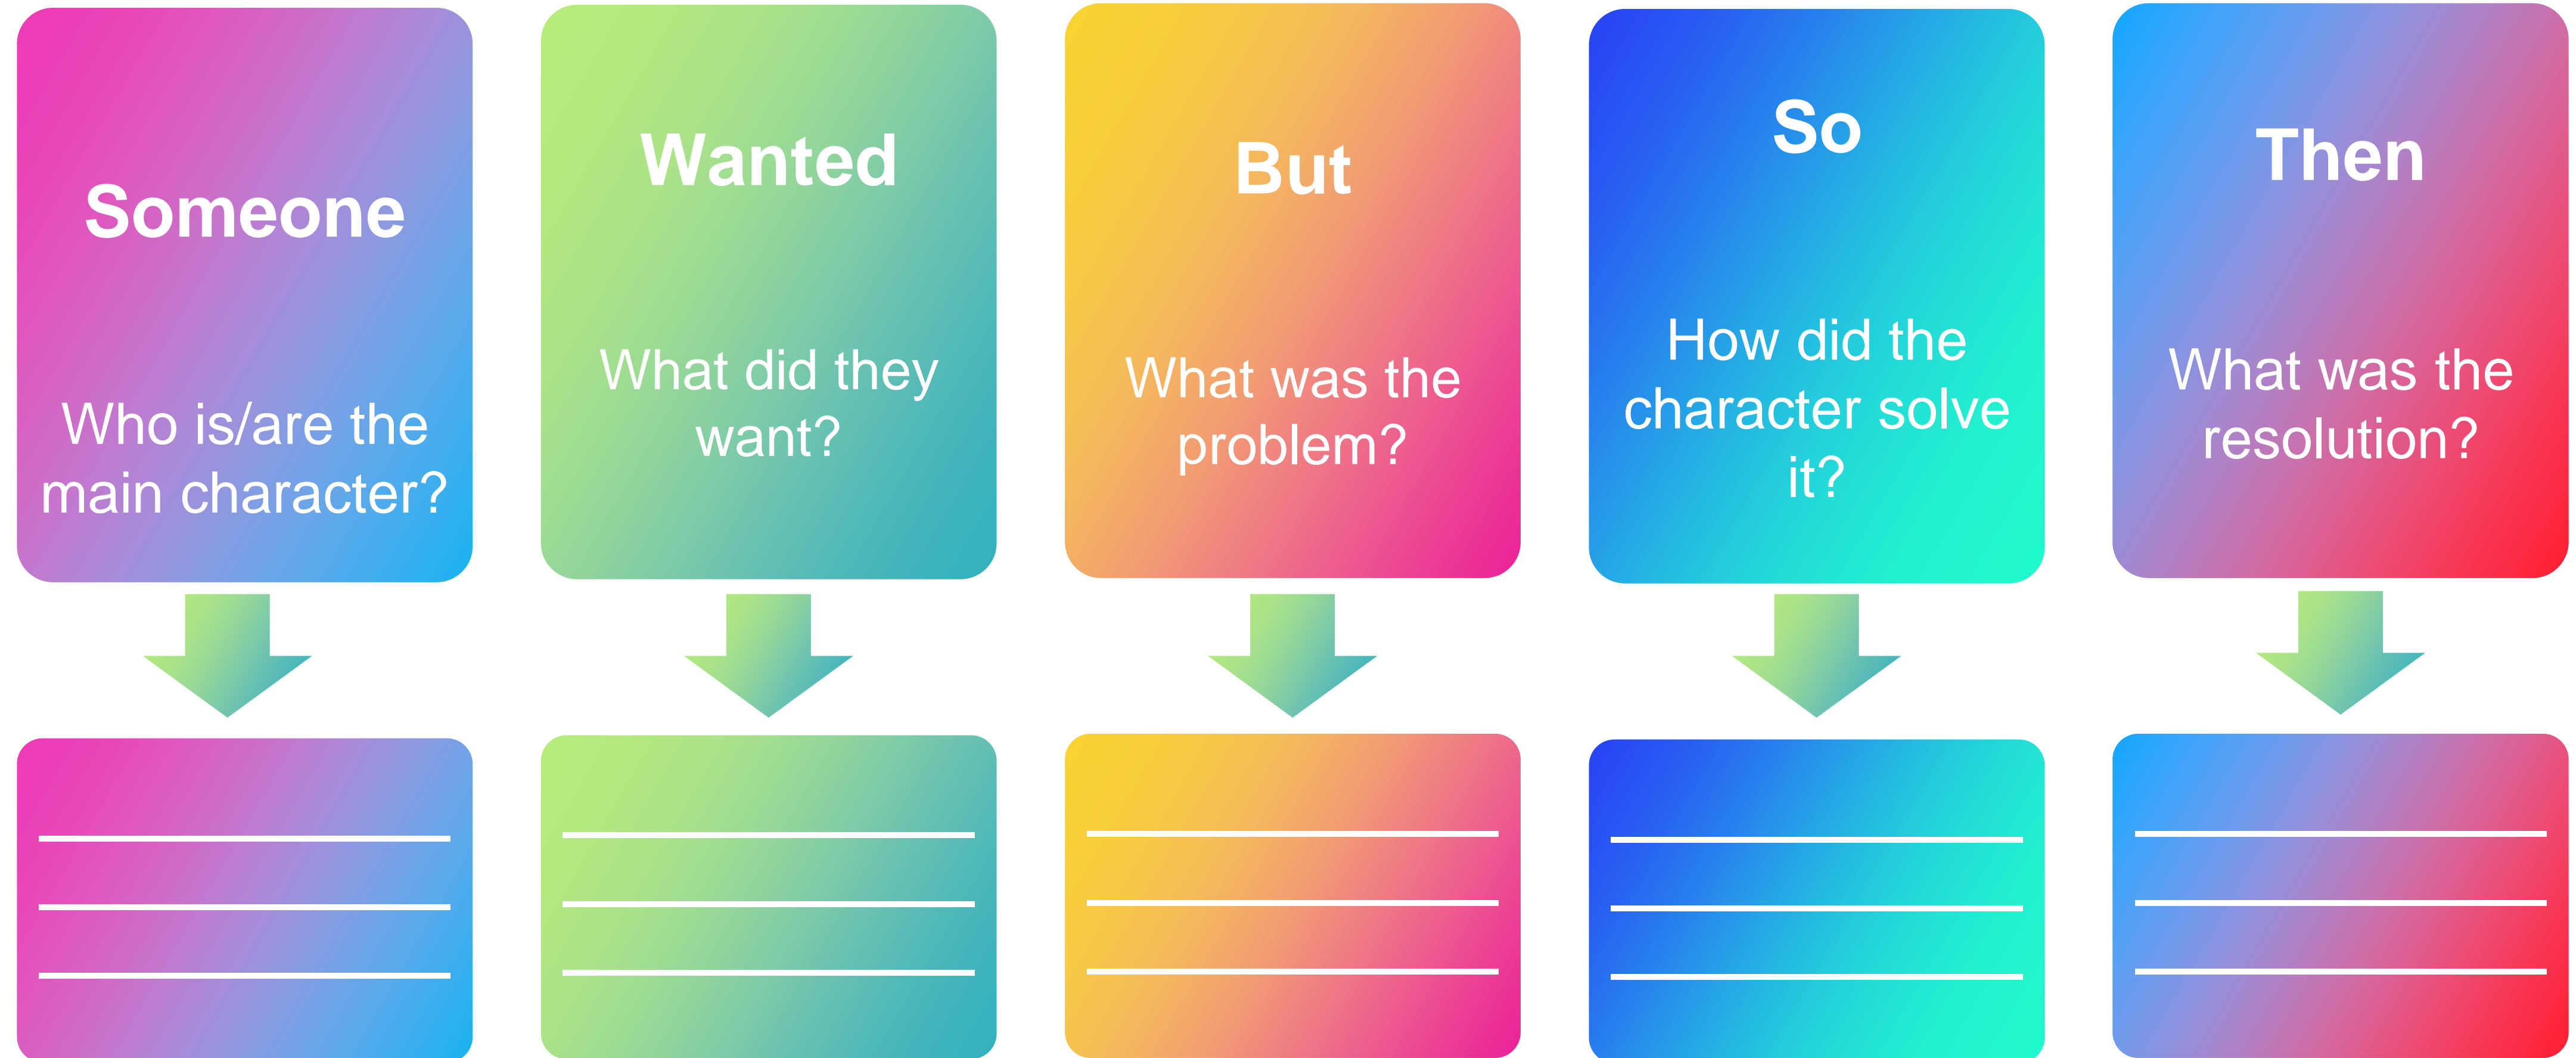 Someone
Who is/are the
main character?
Wanted
What did they
want?
But
What was the
problem?
So
How did the
character solve
it?
Then
What was the
resolution?